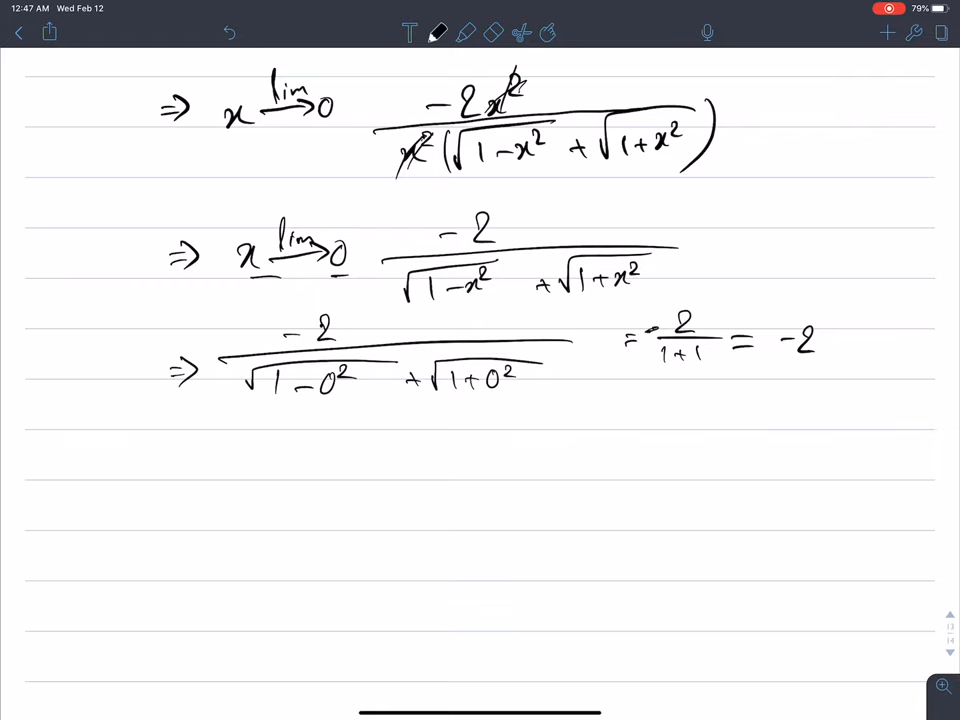 12:47 AM Wed Feb 12 79%
T
⇒ x lim→ 0 -2x² / x² (√1-x² + √1+x²)
⇒ x lim→ 0 -2 / √1-x² + √1+x²
⇒ -2 / √1-0² + √1+0² = -2 / 1+1 = -2